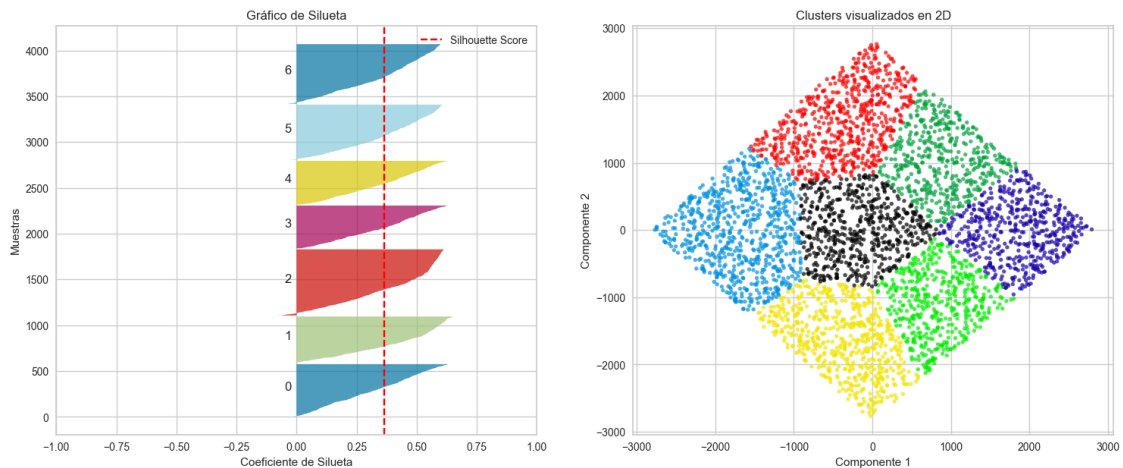 Gráfico de Silueta
Silhouette Score
4000
3500
3000
2500
2000
1500
1000
500
0
Muestras
6
5
4
3
2
1
0
−1.00 −0.75 −0.50 −0.25 0.00 0.25 0.50 0.75 1.00
Coeficiente de Silueta
Clusters visualizados en 2D
3000
2000
1000
0
−1000
−2000
−3000
Componente 2
−3000 −2000 −1000 0 1000 2000 3000
Componente 1